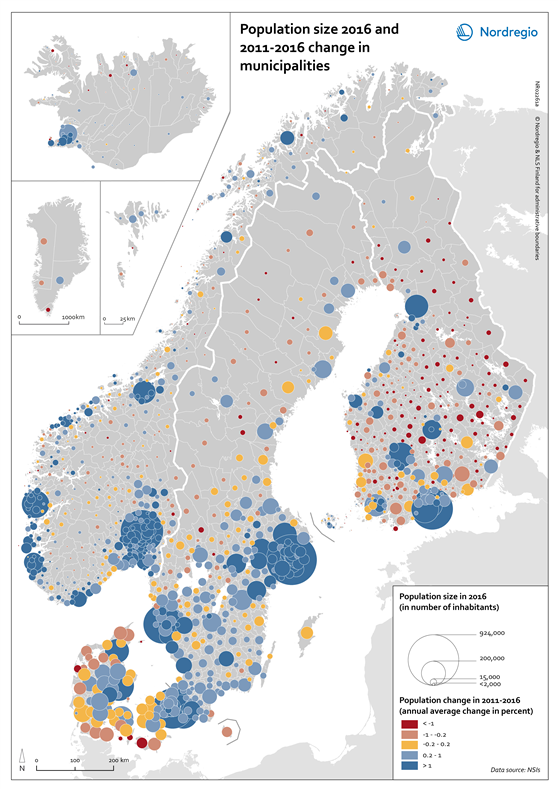 Population size 2016 and
2011-2016 change in
municipalities
Nordregio
NR02261a
© Nordregio & NLS Finland for administrative boundaries
0 1000km
0 25km
Population size in 2016
(in number of inhabitants)
924,000
200,000
15,000
<2,000
Population change in 2011-2016
(annual average change in percent)
< -1
-1 - -0.2
-0.2 - 0.2
0.2 - 1
> 1
N
0 100 200 km
Data source: NSIs